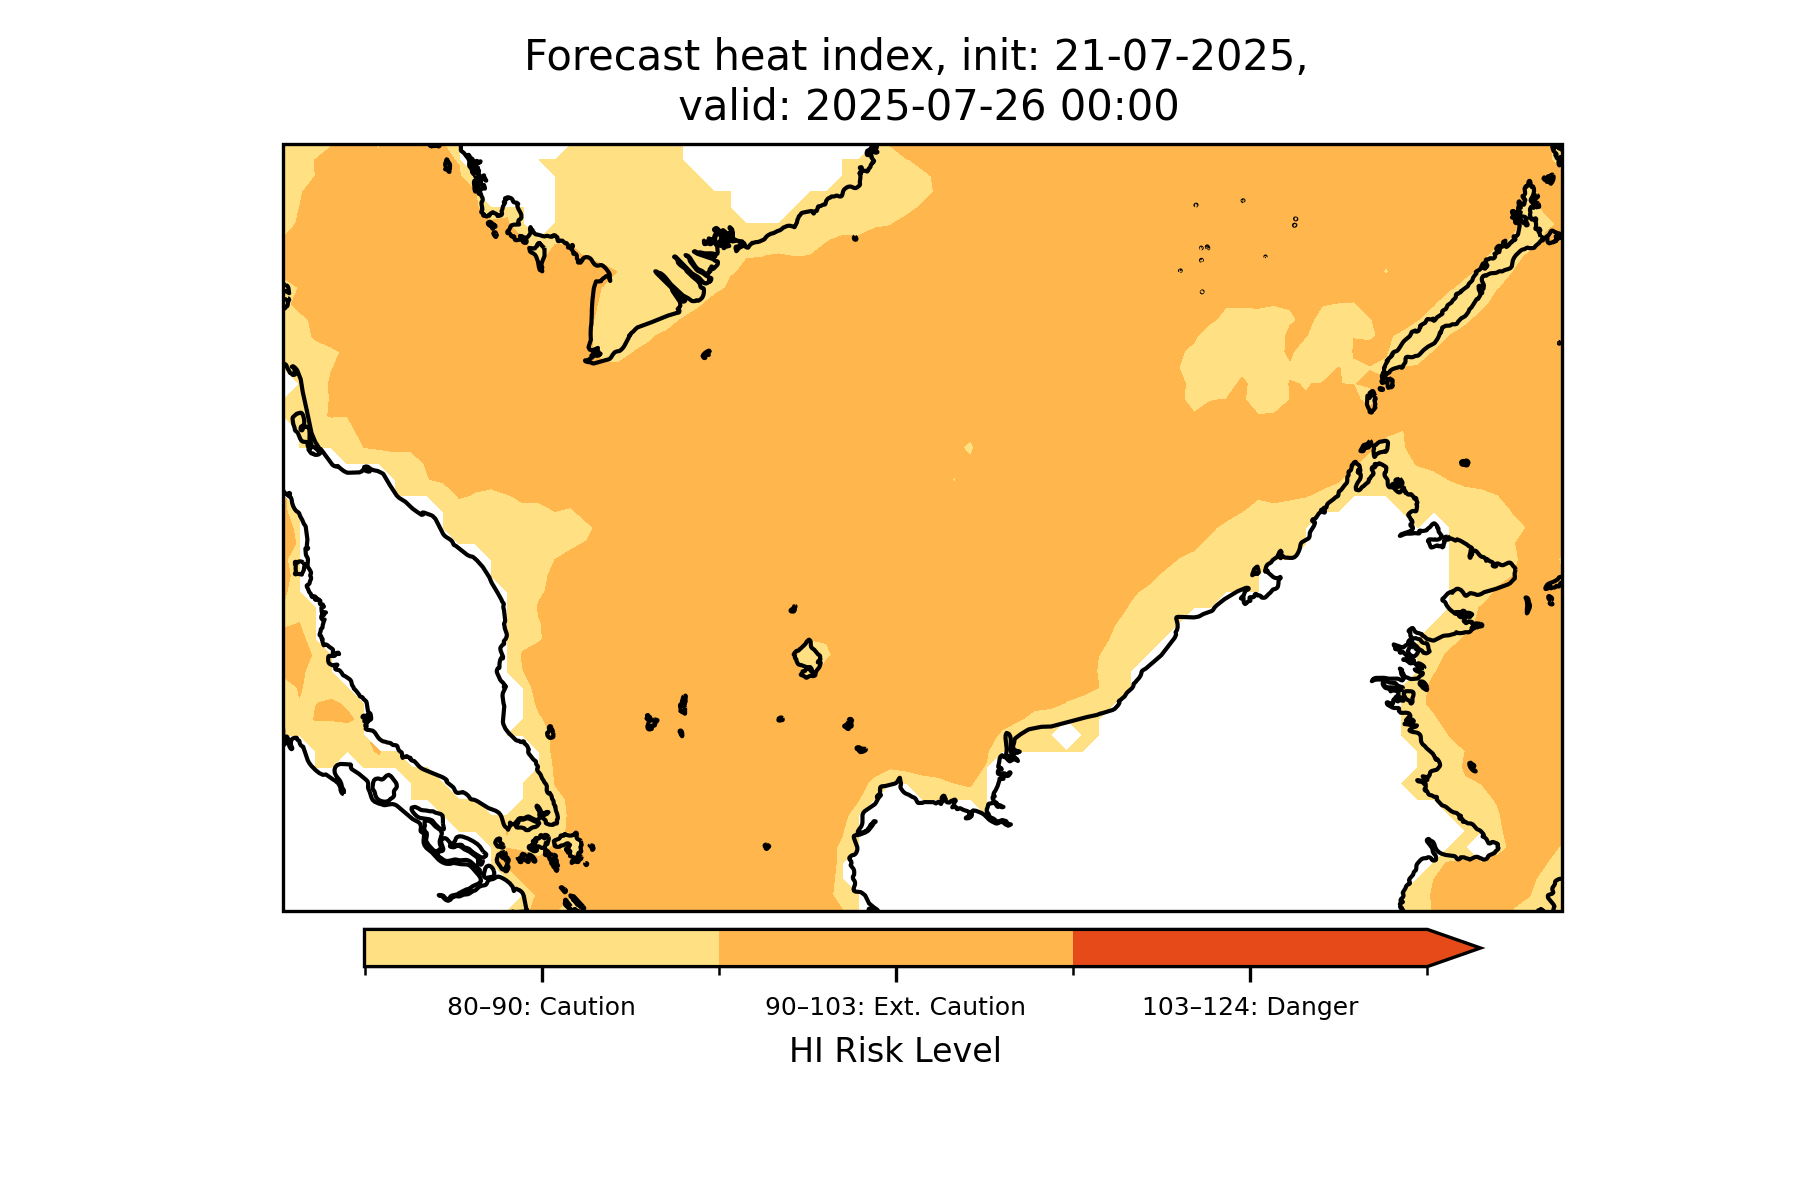 Forecast heat index, init: 21-07-2025,
valid: 2025-07-26 00:00
80–90: Caution
90–103: Ext. Caution
103–124: Danger
HI Risk Level